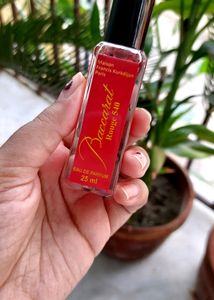 Maison
Francis Kurkdjian
Paris
Baccarat
Rouge 540
EAU DE PARFUM
25 ml